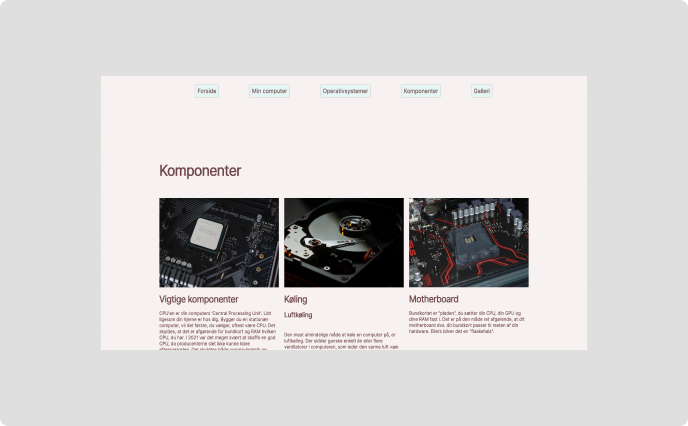 Forside
Min computer
Operativsystemer
Komponenter
Galleri
Komponenter
Vigtige komponenter
CPU'en er din computers 'Central Processing Unit'. Lidt
ligesom din hjerne er hos dig. Bygger du en stationær
computer, vil det første, du vælger, oftest være CPU. Det
skyldes, at det er afgørende for bundkort og RAM hvilken
CPU, du har. I 2021 var det meget svært at skaffe en god
CPU, da producenterne slet ikke kunne klare
Køling
Luftkøling
Den mest almindelige måde at køle en computer på, er
luftkøling. Der sidder ganske enkelt én eller flere
ventilatorer i computeren, som leder den varme luft væk
Motherboard
Bundkortet er "pladen", du sætter din CPU, din GPU og
dine RAM fast i. Det er på den måde ret afgørende, at dit
motherboard dvs. dit bundkort passer til resten af din
hardware. Ellers bliver det en "flaskehals".